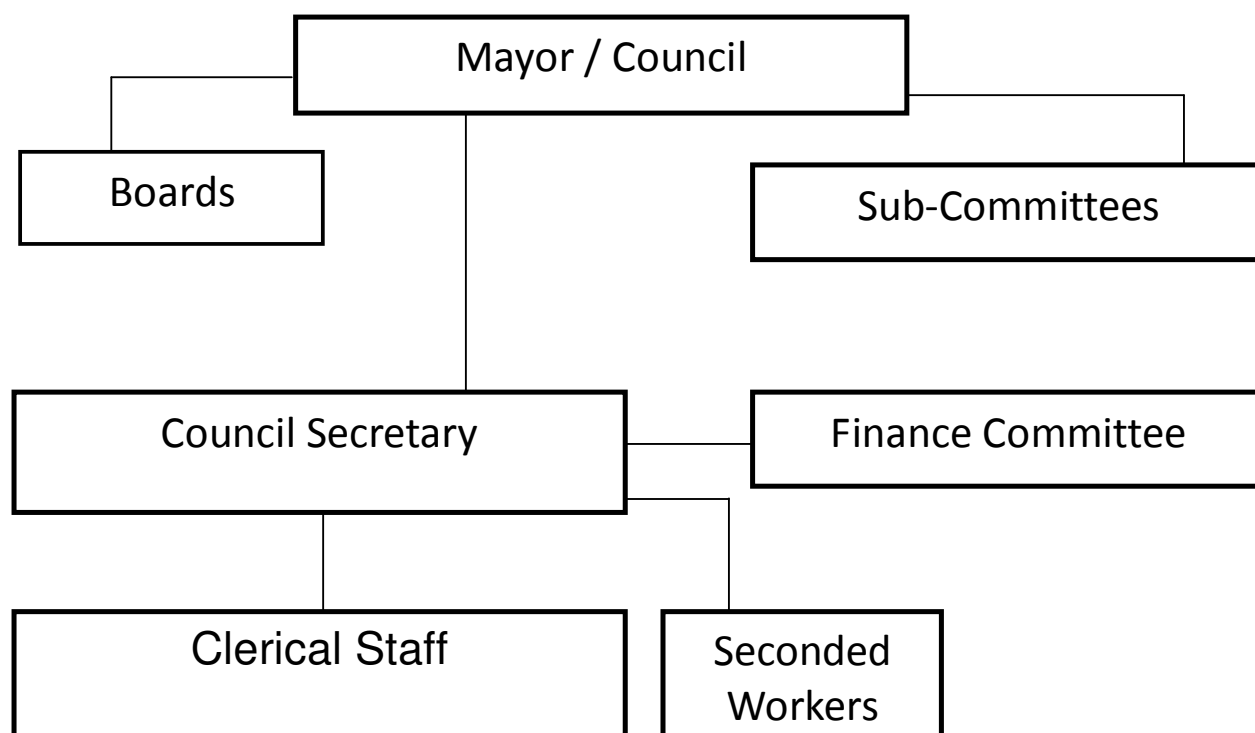 Mayor / Council
Boards
Sub-Committees
Council Secretary
Finance Committee
Clerical Staff
Seconded
Workers